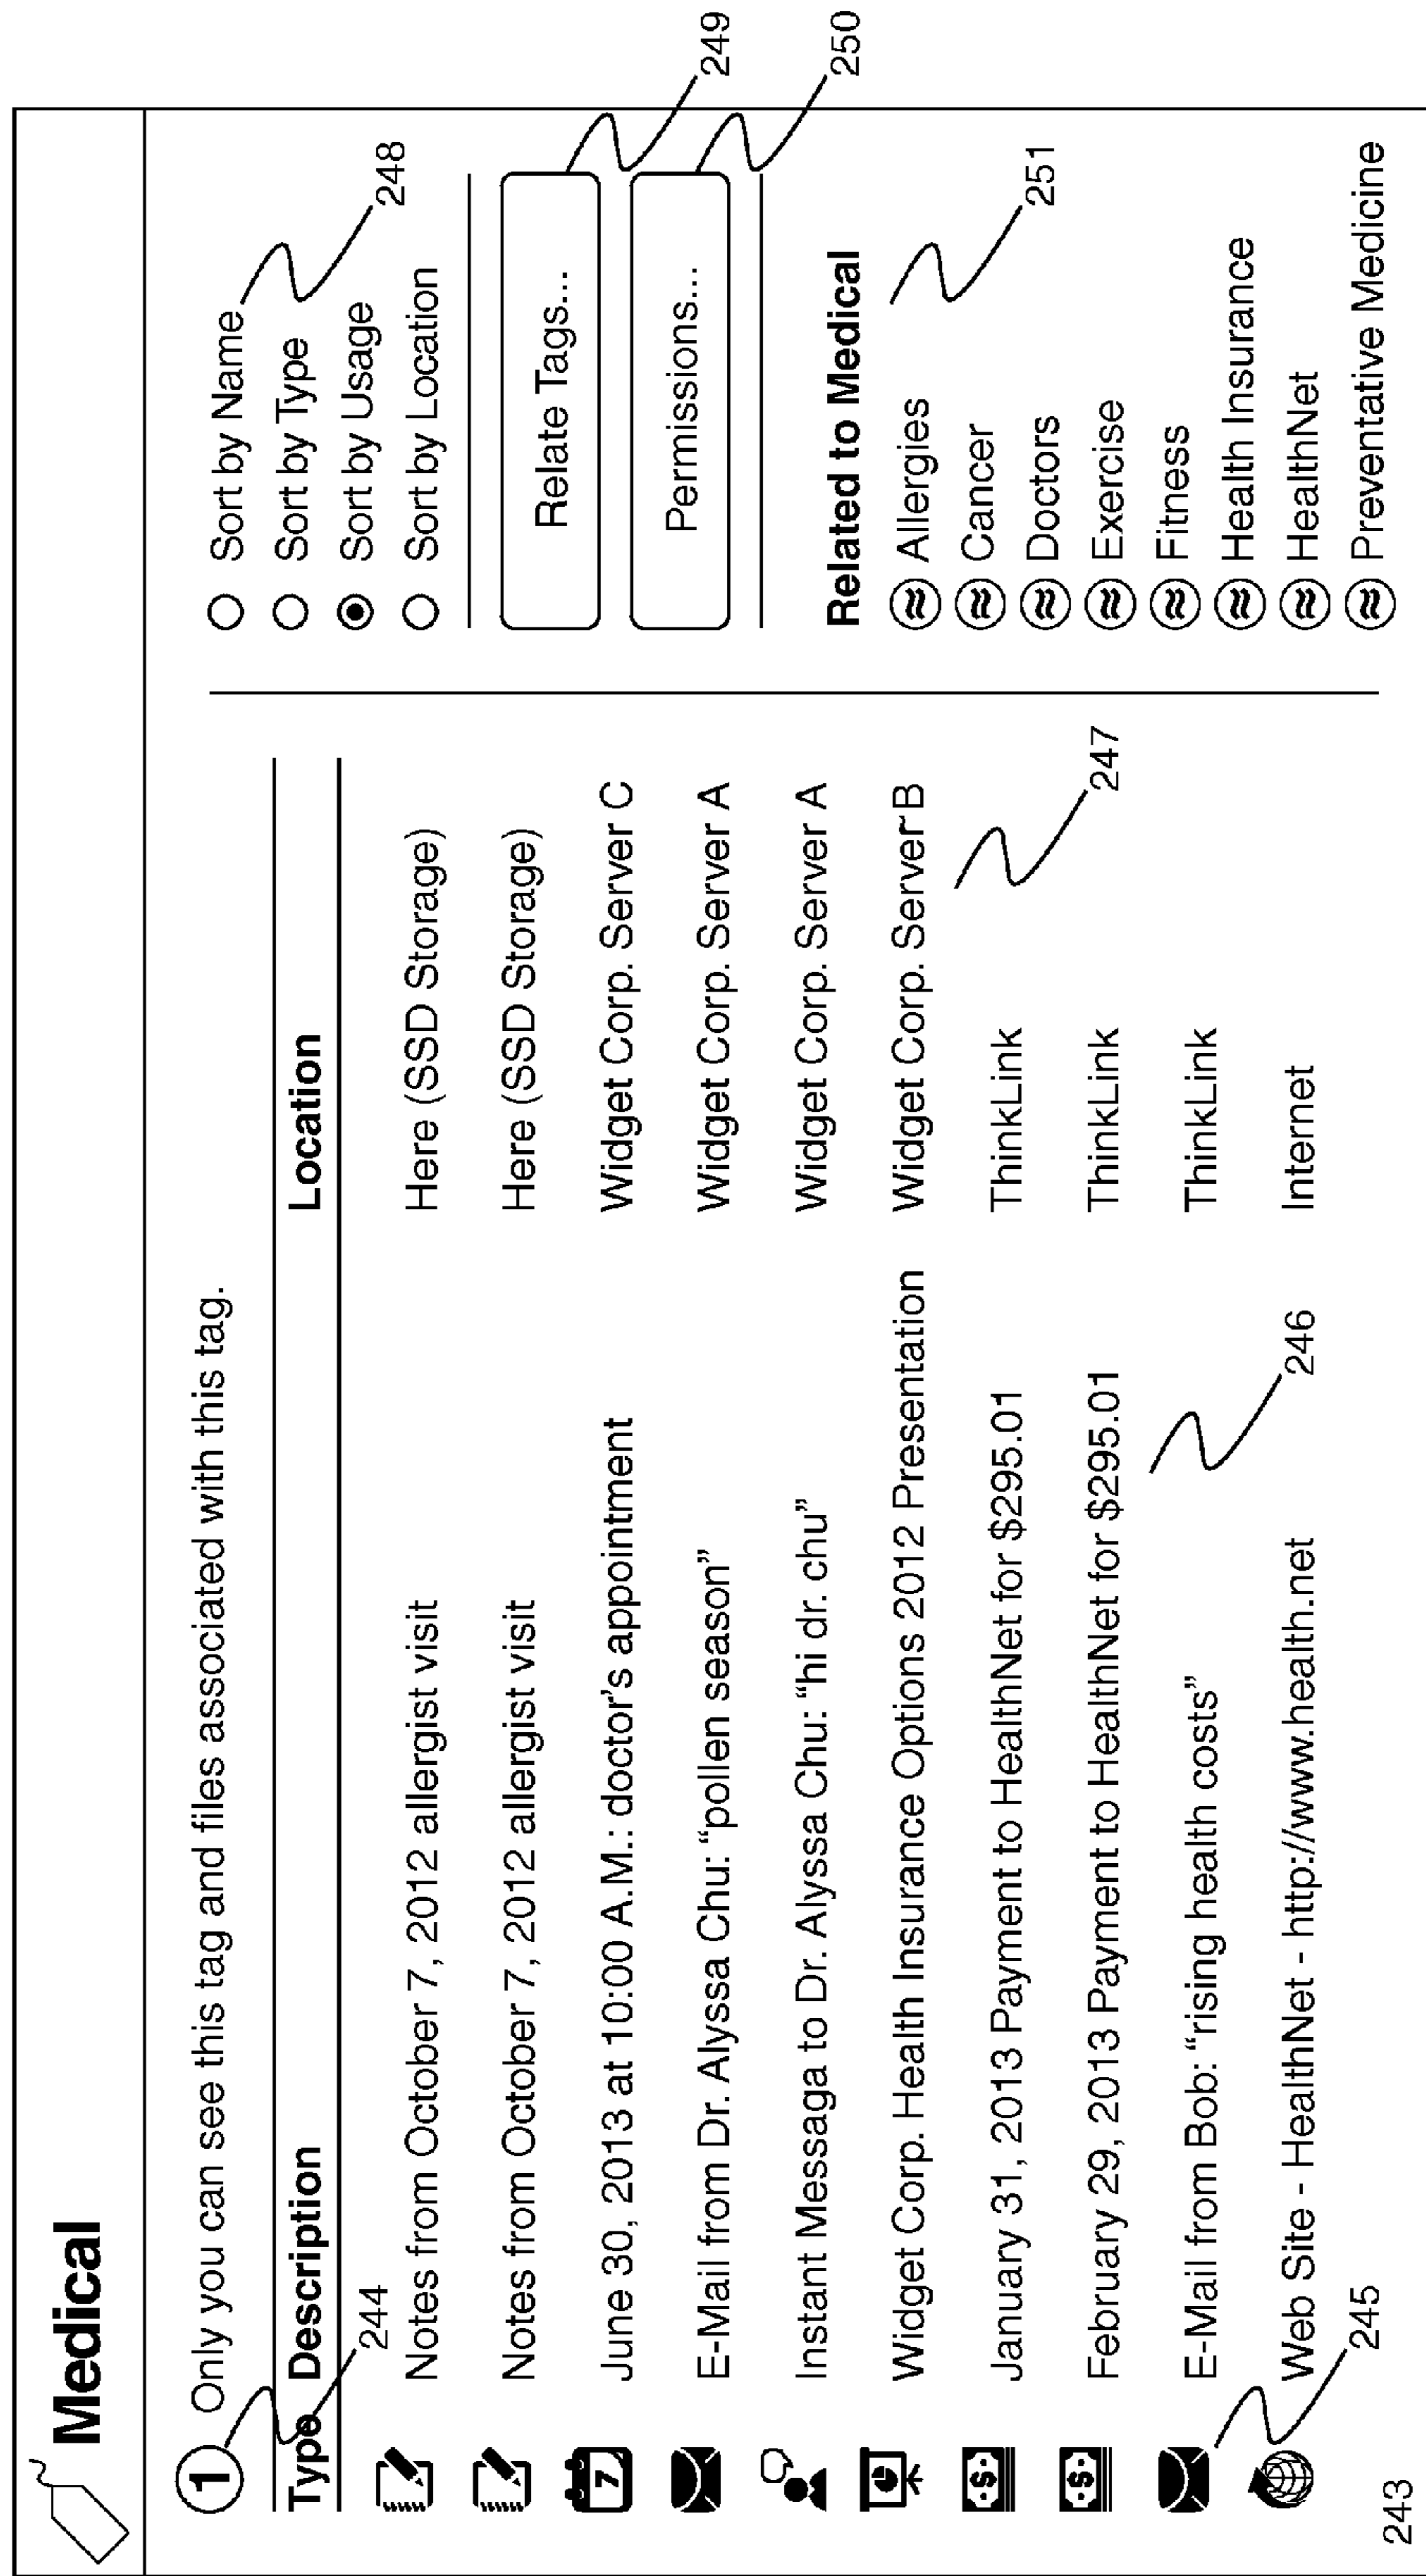 Medical
1 Only you can see this tag and files associated with this tag.
Type Description Location
244
Notes from October 7, 2012 allergist visit Here (SSD Storage)
Notes from October 7, 2012 allergist visit Here (SSD Storage)
7 June 30, 2013 at 10:00 A.M.: doctor's appointment Widget Corp. Server C
E-Mail from Dr. Alyssa Chu: “pollen season” Widget Corp. Server A
Instant Messaga to Dr. Alyssa Chu: “hi dr. chu” Widget Corp. Server A
Widget Corp. Health Insurance Options 2012 Presentation Widget Corp. Server B
$ January 31, 2013 Payment to HealthNet for $295.01 ThinkLink
$ February 29, 2013 Payment to HealthNet for $295.01 ThinkLink
E-Mail from Bob: “rising health costs” ThinkLink
Web Site - HealthNet - http://www.health.net Internet
245
246
247
243
Sort by Name
Sort by Type
Sort by Usage
Sort by Location
248
Relate Tags...
249
Permissions...
250
Related to Medical
251
≈ Allergies
≈ Cancer
≈ Doctors
≈ Exercise
≈ Fitness
≈ Health Insurance
≈ HealthNet
≈ Preventative Medicine